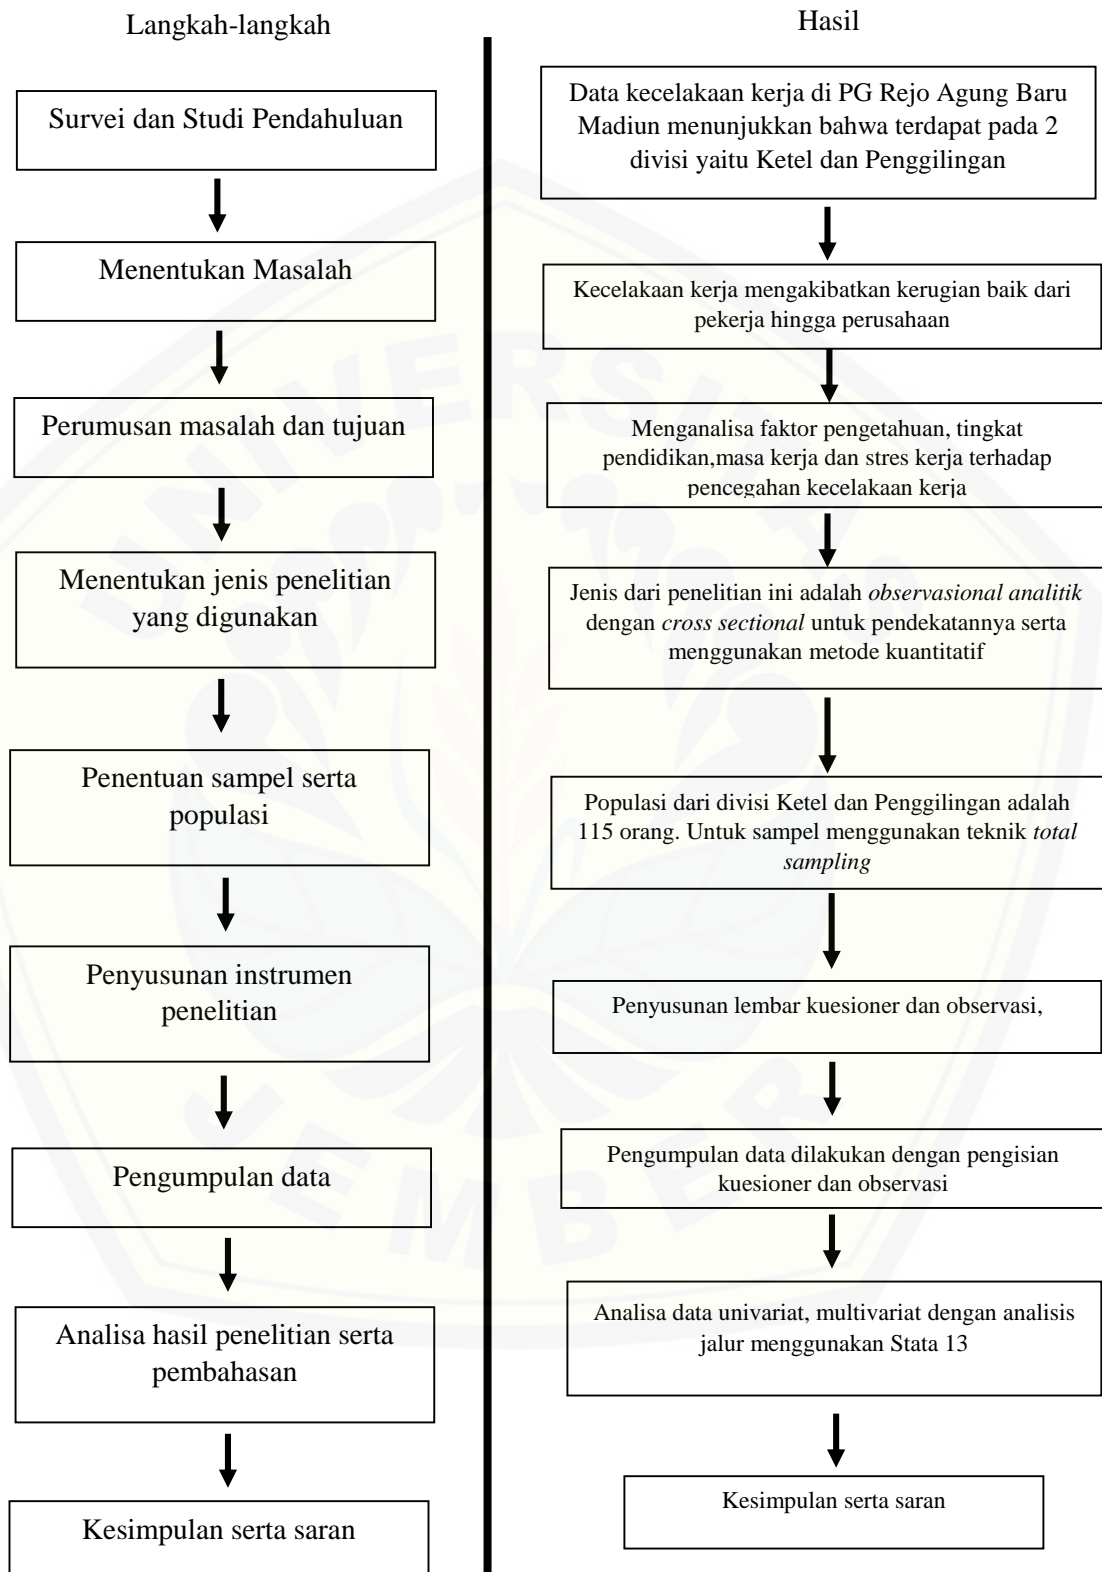 Langkah-langkah
Survei dan Studi Pendahuluan
Menentukan Masalah
Perumusan masalah dan tujuan
Menentukan jenis penelitian
yang digunakan
Penentuan sampel serta
populasi
Penyusunan instrumen
penelitian
Pengumpulan data
Analisa hasil penelitian serta
pembahasan
Kesimpulan serta saran
Hasil
Data kecelakaan kerja di PG Rejo Agung Baru
Madiun menunjukkan bahwa terdapat pada 2
divisi yaitu Ketel dan Penggilingan
Kecelakaan kerja mengakibatkan kerugian baik dari
pekerja hingga perusahaan
Menganalisa faktor pengetahuan, tingkat
pendidikan,masa kerja dan stres kerja terhadap
pencegahan kecelakaan kerja
Jenis dari penelitian ini adalah observasional analitik
dengan cross sectional untuk pendekatannya serta
menggunakan metode kuantitatif
Populasi dari divisi Ketel dan Penggilingan adalah
115 orang. Untuk sampel menggunakan teknik total
sampling
Penyusunan lembar kuesioner dan observasi,
Pengumpulan data dilakukan dengan pengisian
kuesioner dan observasi
Analisa data univariat, multivariat dengan analisis
jalur menggunakan Stata 13
Kesimpulan serta saran
UNIVERSITAS
JEMBER